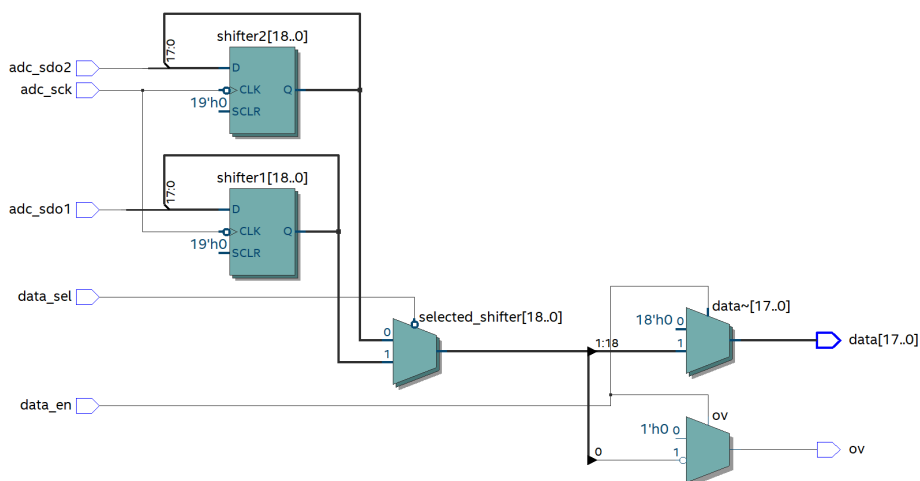 shifter2[18..0]
17:0
adc_sdo2
D
adc_sck
CLK
Q
19'h0
SCLR
shifter1[18..0]
17:0
adc_sdo1
D
CLK
Q
19'h0
SCLR
data_sel
selected_shifter[18..0]
data~[17..0]
0
1
18'h0
0
1:18
1
data[17..0]
data_en
ov
1'h0
0
0
1
ov